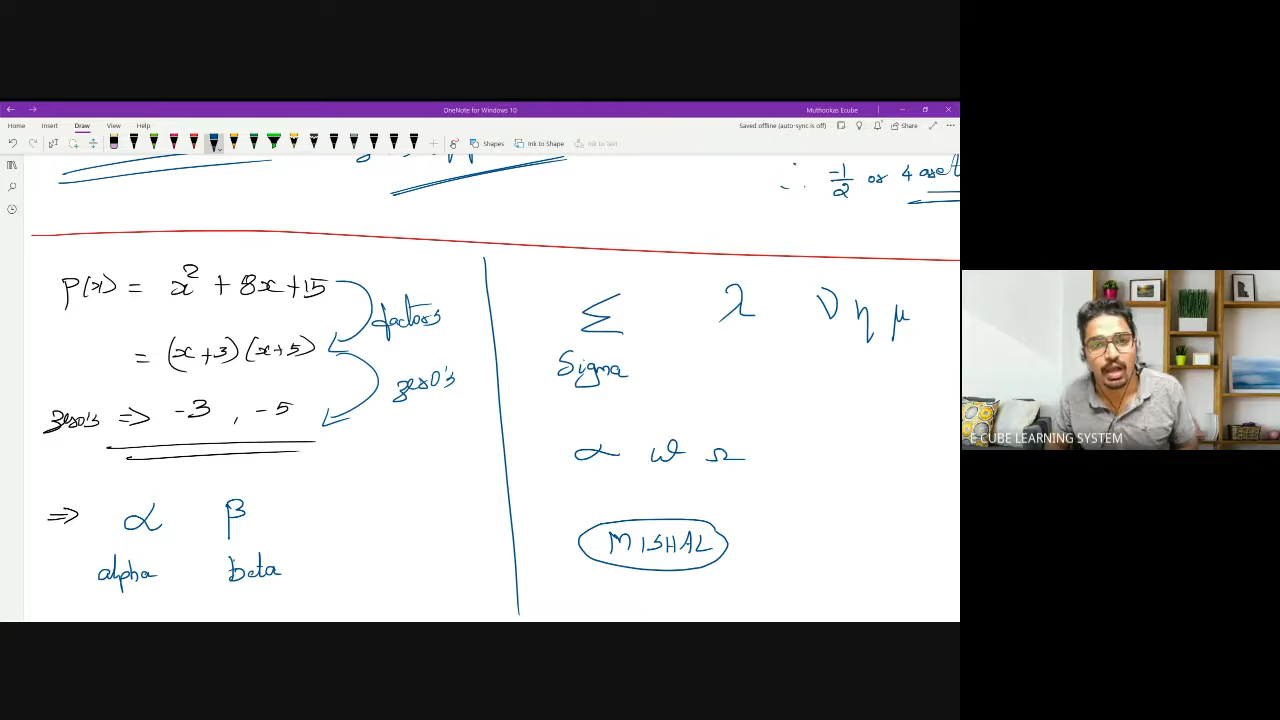 OneNote for Windows 10
Muthookas Ecube
Home Insert Draw View Help
Saved offline (auto-sync is off) Share
Shapes Ink to Shape Ink to Text
∴ -1/2 or 4 are
P(x) = x² + 8x + 15
factors
= (x+3)(x+5)
zero's
zero's ⇒ -3 , -5
⇒ α β
alpha beta
Σ λ ν η μ
Sigma
α ω Ω
MISHAL
E CUBE LEARNING SYSTEM